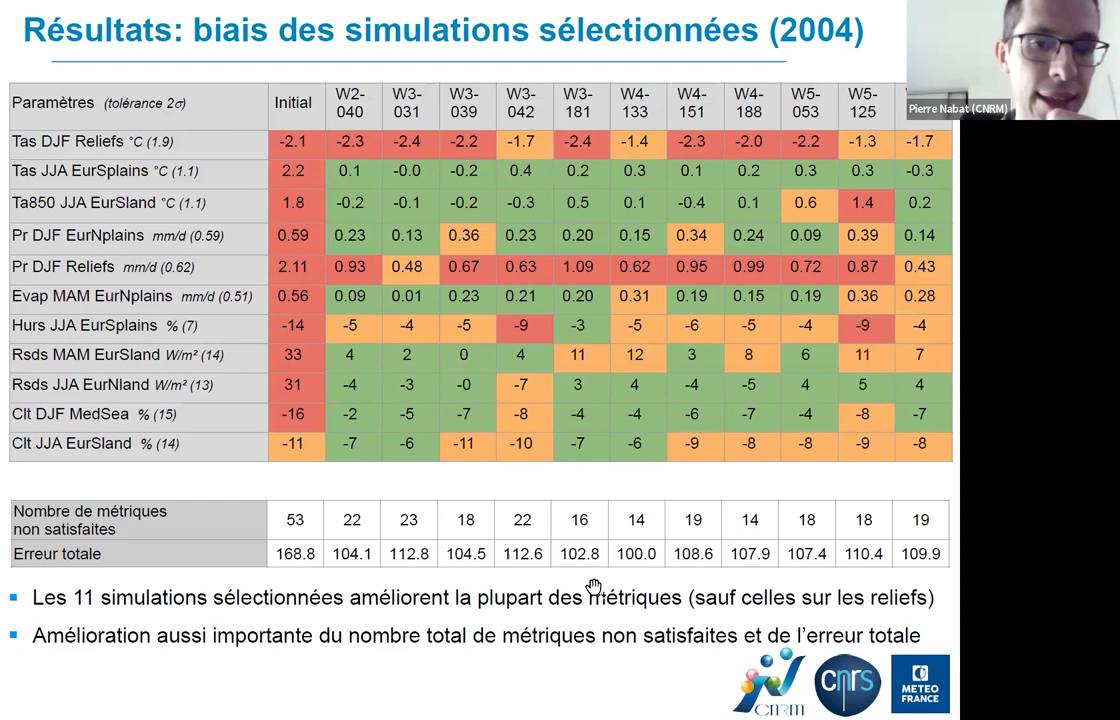 Résultats: biais des simulations sélectionnées (2004)
Pierre Nabat (CNRM)
Paramètres (tolérance 2σ) Initial W2-040 W3-031 W3-039 W3-042 W3-181 W4-133 W4-151 W4-188 W5-053 W5-125
Tas DJF Reliefs °C (1.9) -2.1 -2.3 -2.4 -2.2 -1.7 -2.4 -1.4 -2.3 -2.0 -2.2 -1.3 -1.7
Tas JJA EurSplains °C (1.1) 2.2 0.1 -0.0 -0.2 0.4 0.2 0.3 0.1 0.2 0.3 0.3 -0.3
Ta850 JJA EurSland °C (1.1) 1.8 -0.2 -0.1 -0.2 -0.3 0.5 0.1 -0.4 0.1 0.6 1.4 0.2
Pr DJF EurNplains mm/d (0.59) 0.59 0.23 0.13 0.36 0.23 0.20 0.15 0.34 0.24 0.09 0.39 0.14
Pr DJF Reliefs mm/d (0.62) 2.11 0.93 0.48 0.67 0.63 1.09 0.62 0.95 0.99 0.72 0.87 0.43
Evap MAM EurNplains mm/d (0.51) 0.56 0.09 0.01 0.23 0.21 0.20 0.31 0.19 0.15 0.19 0.36 0.28
Hurs JJA EurSplains % (7) -14 -5 -4 -5 -9 -3 -5 -6 -5 -4 -9 -4
Rsds MAM EurSland W/m² (14) 33 4 2 0 4 11 12 3 8 6 11 7
Rsds JJA EurNland W/m² (13) 31 -4 -3 -0 -7 3 4 -4 -5 4 5 4
Clt DJF MedSea % (15) -16 -2 -5 -7 -8 -4 -4 -6 -7 -4 -8 -7
Clt JJA EurSland % (14) -11 -7 -6 -11 -10 -7 -6 -9 -8 -8 -9 -8
Nombre de métriques
non satisfaites 53 22 23 18 22 16 14 19 14 18 18 19
Erreur totale 168.8 104.1 112.8 104.5 112.6 102.8 100.0 108.6 107.9 107.4 110.4 109.9
▪ Les 11 simulations sélectionnées améliorent la plupart des métriques (sauf celles sur les reliefs)
▪ Amélioration aussi importante du nombre total de métriques non satisfaites et de l'erreur totale
CNRM
cnrs
METEO
FRANCE